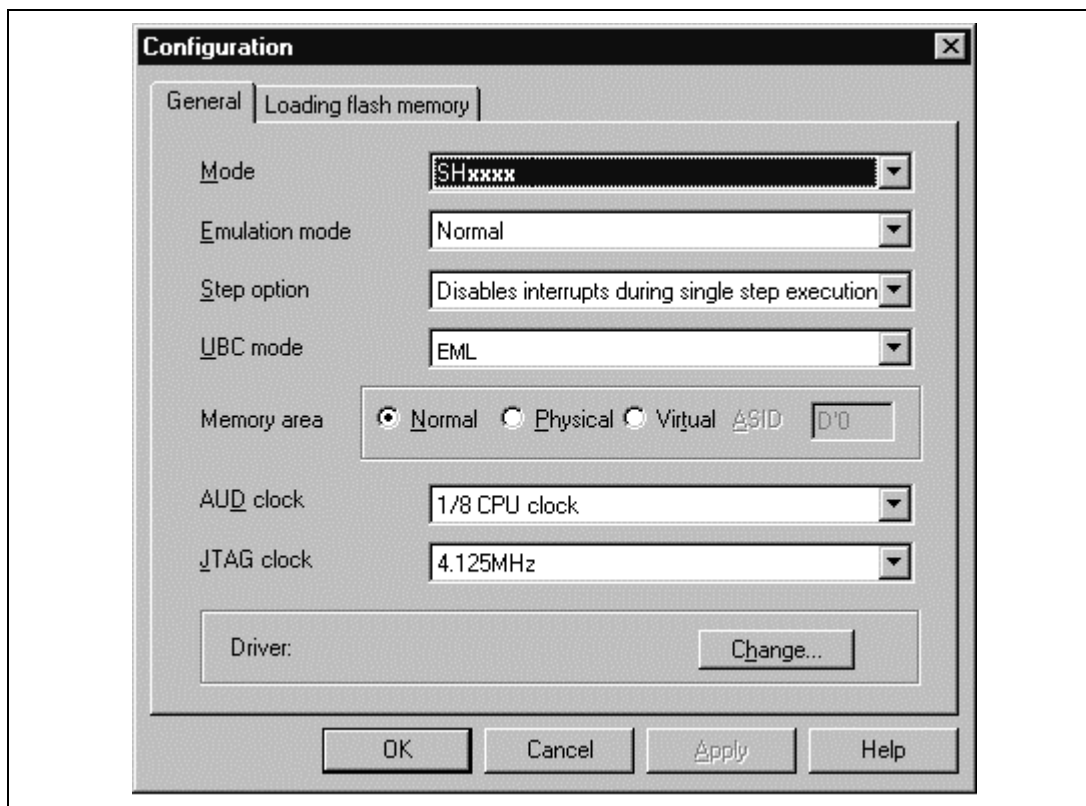 Configuration
General Loading flash memory
Mode SHxxxx
Emulation mode Normal
Step option Disables interrupts during single step execution
UBC mode EML
Memory area Normal Physical Virtual ASID D'0
AUD clock 1/8 CPU clock
JTAG clock 4.125MHz
Driver: Change...
OK Cancel Apply Help